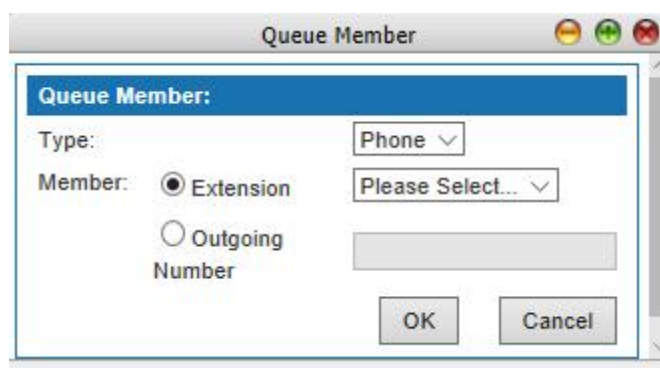 Queue Member
Queue Member:
Type: Phone
Member: Extension Please Select...
Outgoing
Number
OK Cancel